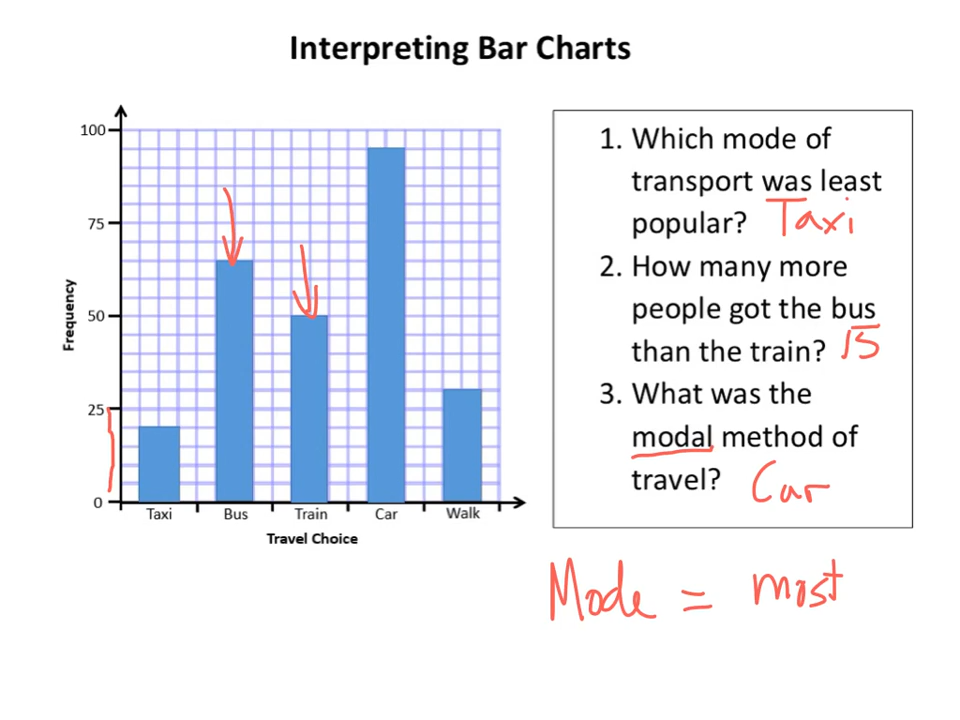 Interpreting Bar Charts
100
75
50
25
0
Frequency
Taxi Bus Train Car Walk
Travel Choice
1. Which mode of
transport was least
popular? Taxi
2. How many more
people got the bus
than the train? 15
3. What was the
modal method of
travel? Car
Mode = most